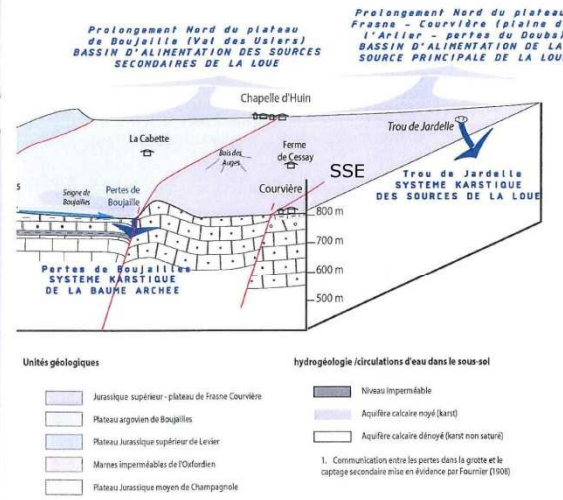 Prolongement Nord du plateau
de Boujaille (Val des Usiers)
BASSIN D'ALIMENTATION DES SOURCES
SECONDAIRES DE LA LOUE
Prolongement Nord du plateau
Frasne - Courvière (plaine d
l'Arlier - pertes du Doubs)
BASSIN D'ALIMENTATION DE LA
SOURCE PRINCIPALE DE LA LOUE
Chapelle d'Huin
La Cabette
Bois des
Auges
Ferme
de Cessay
Trou de Jardelle
SSE
Courvière
Trou de Jardelle
SYSTEME KARSTIQUE
DES SOURCES DE LA LOUE
s
Seigne de
Boujailles
Pertes de
Boujaille
800 m
700 m
600 m
500 m
Pertes de Boujailles
SYSTEME KARSTIQUE
DE LA BAUME ARCHEE
Unités géologiques
Jurassique supérieur - plateau de Frasne Courvière
Plateau argovien de Boujailles
Plateau Jurassique supérieur de Levier
Marnes imperméables de l'Oxfordien
Plateau Jurassique moyen de Champagnole
hydrogéologie /circulations d'eau dans le sous-sol
Niveau imperméable
Aquifère calcaire noyé (karst)
Aquifère calcaire dénoyé (karst non saturé)
1. Communication entre les pertes dans la grotte et le
captage secondaire mise en évidence par Fournier (1908)